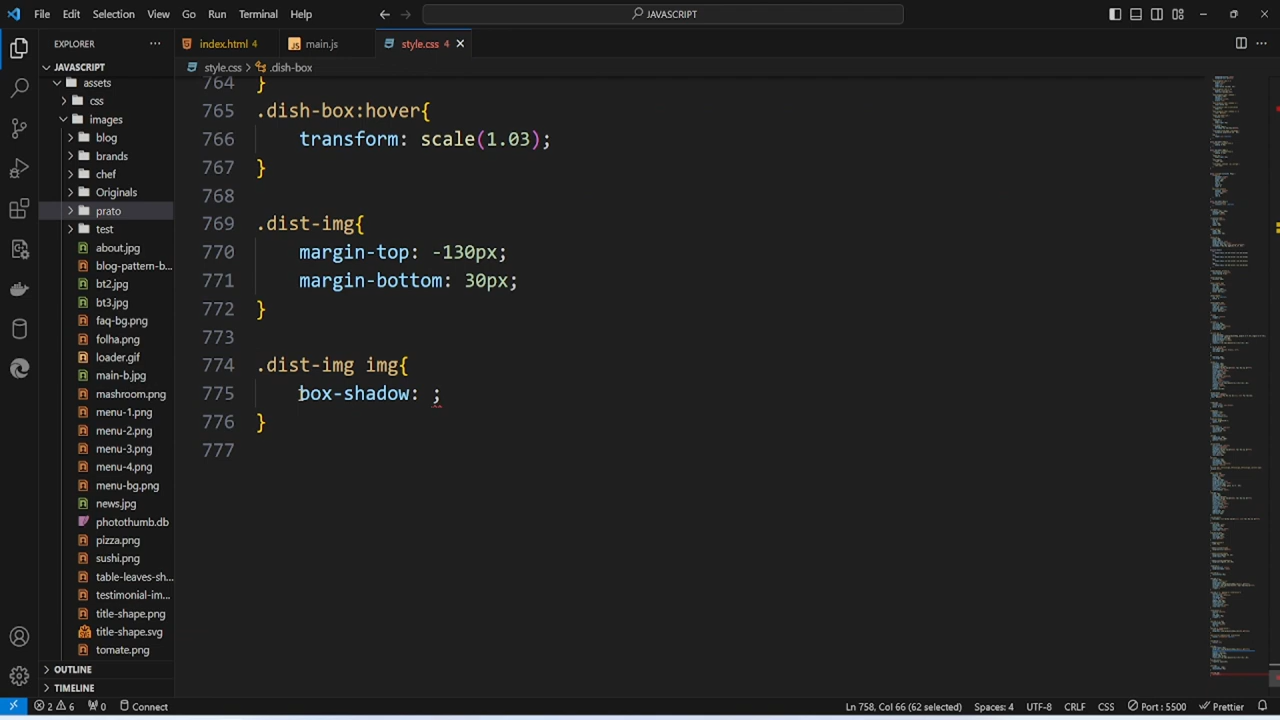 File Edit Selection View Go Run Terminal Help
JAVASCRIPT
EXPLORER
index.html 4
main.js
style.css 4
JAVASCRIPT
style.css > .dish-box
assets
css
images
blog
brands
chef
Originals
prato
test
about.jpg
blog-pattern-b...
bt2.jpg
bt3.jpg
faq-bg.png
folha.png
loader.gif
main-b.jpg
mashroom.png
menu-1.png
menu-2.png
menu-3.png
menu-4.png
menu-bg.png
news.jpg
photothumb.db
pizza.png
sushi.png
table-leaves-sh...
testimonial-im...
title-shape.png
title-shape.svg
tomate.png
OUTLINE
TIMELINE
764 }
765 .dish-box:hover{
766 transform: scale(1.03);
767 }
768
769 .dist-img{
770 margin-top: -130px;
771 margin-bottom: 30px;
772 }
773
774 .dist-img img{
775 box-shadow: ;
776 }
777
2 6 0 Connect
Ln 758, Col 66 (62 selected) Spaces: 4 UTF-8 CRLF CSS Port : 5500 Prettier